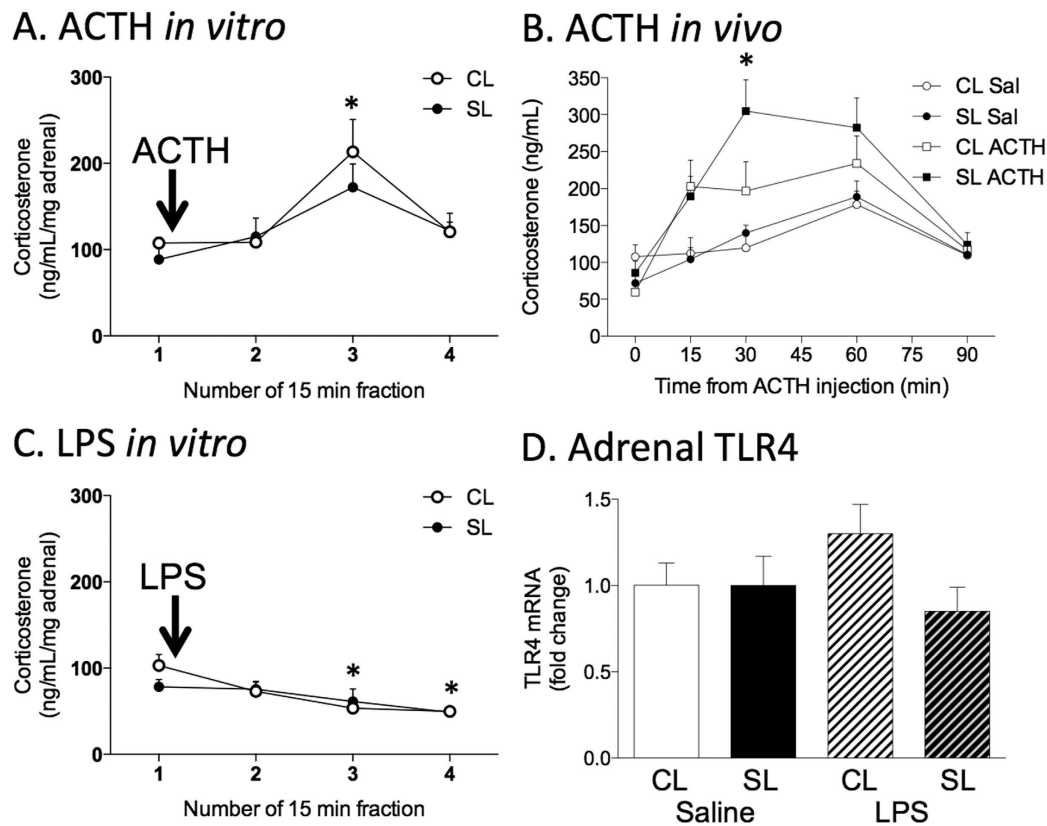 A. ACTH in vitro
300
200
100
0
Corticosterone
(ng/mL/mg adrenal)
ACTH
*
CL
SL
1 2 3 4
Number of 15 min fraction
B. ACTH in vivo
350
300
250
200
150
100
50
0
Corticosterone (ng/mL)
*
CL Sal
SL Sal
CL ACTH
SL ACTH
0 15 30 45 60 75 90
Time from ACTH injection (min)
C. LPS in vitro
300
200
100
0
Corticosterone
(ng/mL/mg adrenal)
LPS
* *
CL
SL
1 2 3 4
Number of 15 min fraction
D. Adrenal TLR4
1.5
1.0
0.5
0.0
TLR4 mRNA
(fold change)
CL SL CL SL
Saline LPS